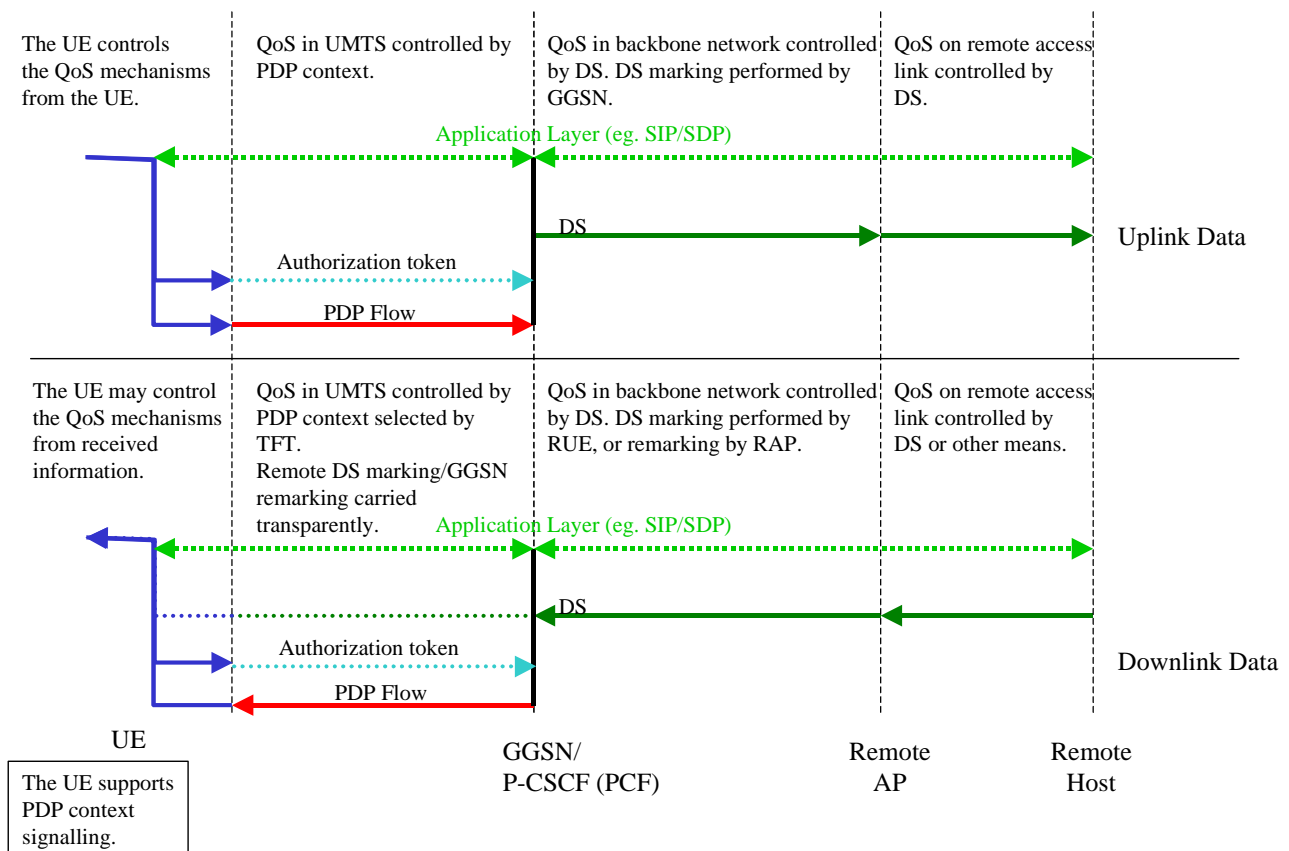 The UE controls
the QoS mechanisms
from the UE.
QoS in UMTS controlled by
PDP context.
QoS in backbone network controlled
by DS. DS marking performed by
GGSN.
QoS on remote access
link controlled by
DS.
Application Layer (eg. SIP/SDP)
DS
Uplink Data
Authorization token
PDP Flow
The UE may control
the QoS mechanisms
from received
information.
QoS in UMTS controlled by
PDP context selected by
TFT.
Remote DS marking/GGSN
remarking carried
transparently.
QoS in backbone network controlled
by DS. DS marking performed by
RUE, or remarking by RAP.
QoS on remote access
link controlled by
DS or other means.
Application Layer (eg. SIP/SDP)
DS
Authorization token
Downlink Data
PDP Flow
UE
GGSN/
P-CSCF (PCF)
Remote
AP
Remote
Host
The UE supports
PDP context
signalling.